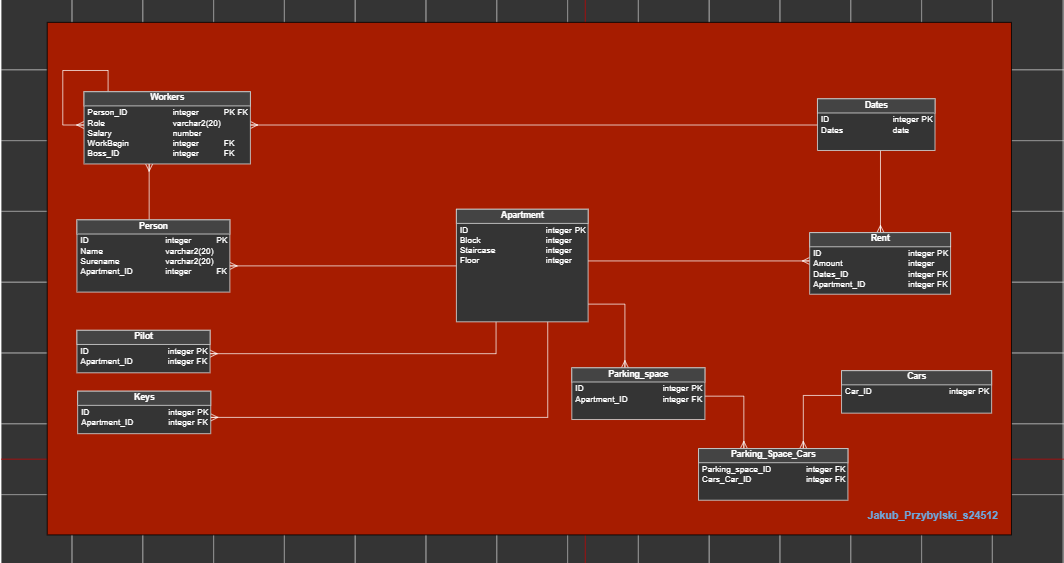 Workers
Person_ID integer PK FK
Role varchar2(20)
Salary number
WorkBegin integer FK
Boss_ID integer FK
Dates
ID integer PK
Dates date
Person
ID integer PK
Name varchar2(20)
Surename varchar2(20)
Apartment_ID integer FK
Apartment
ID integer PK
Block integer
Staircase integer
Floor integer
Rent
ID integer PK
Amount integer
Dates_ID integer FK
Apartment_ID integer FK
Pilot
ID integer PK
Apartment_ID integer FK
Keys
ID integer PK
Apartment_ID integer FK
Parking_space
ID integer PK
Apartment_ID integer FK
Cars
Car_ID integer PK
Parking_Space_Cars
Parking_space_ID integer FK
Cars_Car_ID integer FK
Jakub_Przybylski_s24512